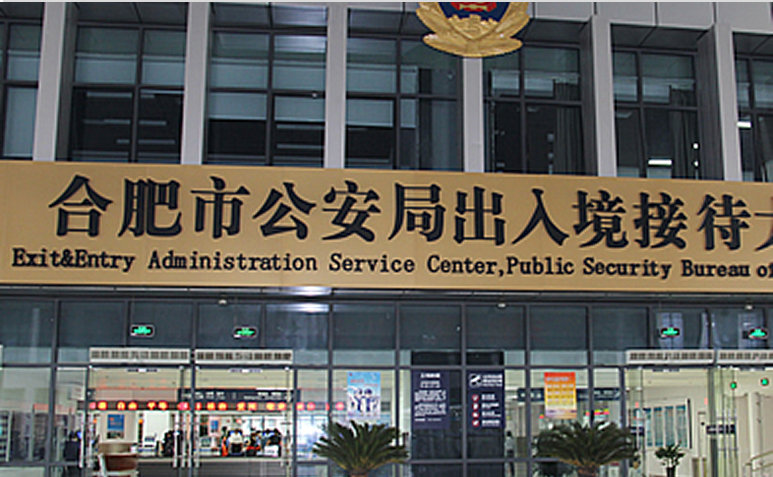 合肥市公安局出入境接待
Exit&Entry Administration Service Center,Public Security Bureau of